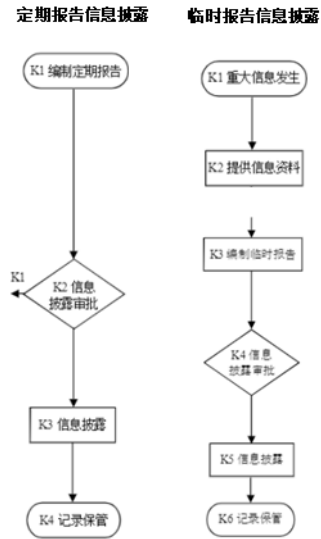 定期报告信息披露
K1 编制定期报告
K1
K2 信息
披露审批
K3 信息披露
K4 记录保管
临时报告信息披露
K1 重大信息发生
K2 提供信息资料
K3 编制临时报告
K4 信息
披露审批
K5 信息披露
K6 记录保管